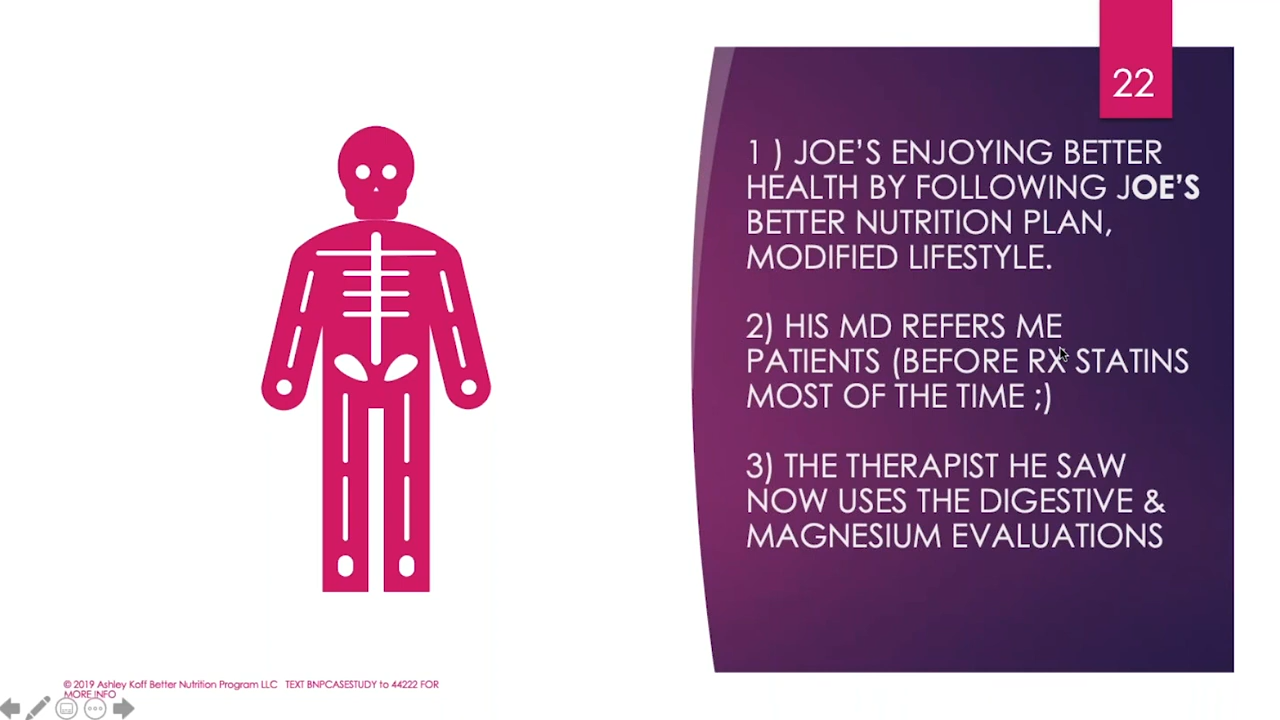 22
1 ) JOE’S ENJOYING BETTER
HEALTH BY FOLLOWING JOE’S
BETTER NUTRITION PLAN,
MODIFIED LIFESTYLE.
2) HIS MD REFERS ME
PATIENTS (BEFORE RX STATINS
MOST OF THE TIME ;)
3) THE THERAPIST HE SAW
NOW USES THE DIGESTIVE &
MAGNESIUM EVALUATIONS
© 2019 Ashley Koff Better Nutrition Program LLC TEXT BNPCASESTUDY to 44222 FOR
MORE INFO